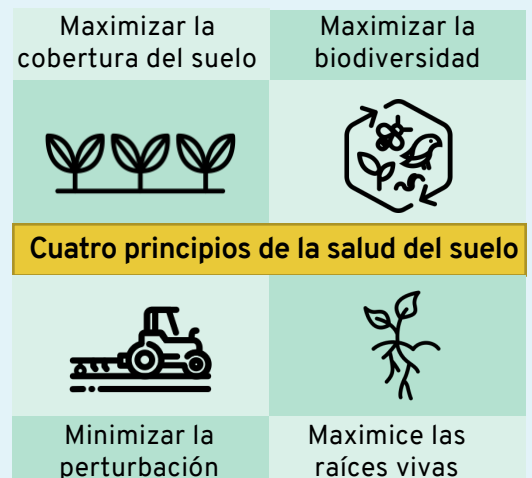 Maximizar la
cobertura del suelo
Maximizar la
biodiversidad
Cuatro principios de la salud del suelo
Minimizar la
perturbación
Maximice las
raíces vivas